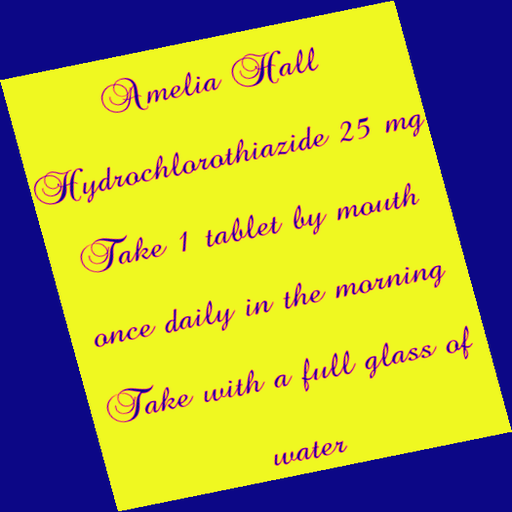 Amelia Hall
Hydrochlorothiazide 25 mg
Take 1 tablet by mouth
once daily in the morning
Take with a full glass of
water